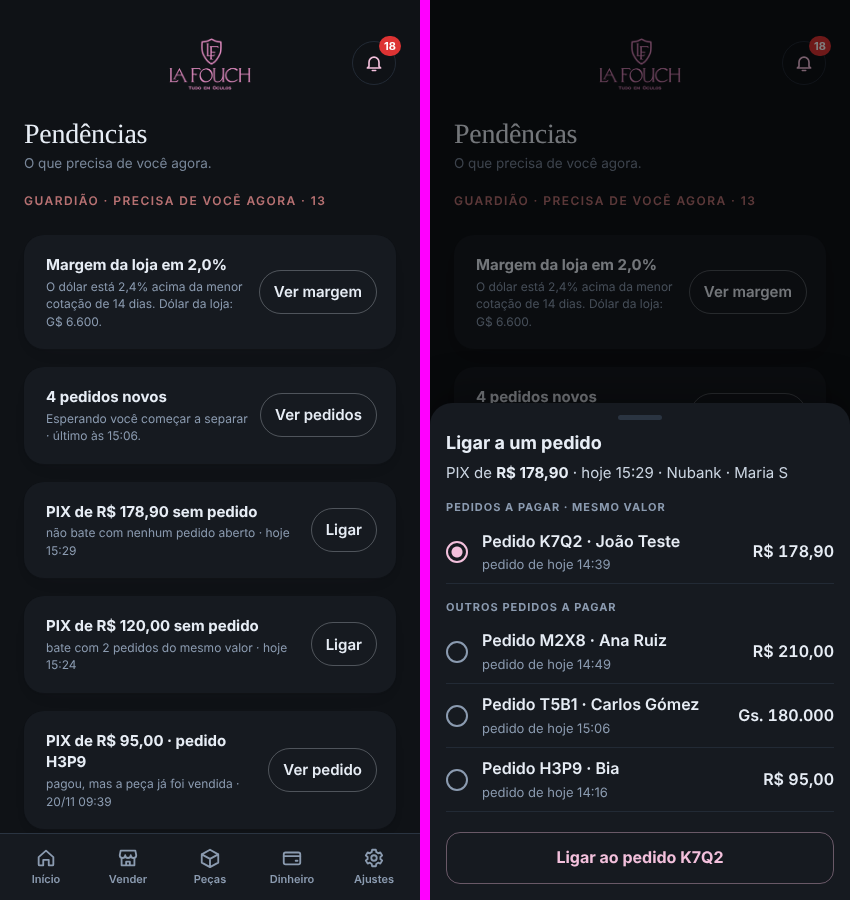 LF
LA FOUCH
TUDO EM ÓCULOS
18
Pendências
O que precisa de você agora.
GUARDIÃO · PRECISA DE VOCÊ AGORA · 13
Margem da loja em 2,0%
O dólar está 2,4% acima da menor
cotação de 14 dias. Dólar da loja:
G$ 6.600.
Ver margem
4 pedidos novos
Esperando você começar a separar
· último às 15:06.
Ver pedidos
PIX de R$ 178,90 sem pedido
não bate com nenhum pedido aberto · hoje
15:29
Ligar
PIX de R$ 120,00 sem pedido
bate com 2 pedidos do mesmo valor · hoje
15:24
Ligar
PIX de R$ 95,00 · pedido
H3P9
pagou, mas a peça já foi vendida ·
20/11 09:39
Ver pedido
Início
Vender
Peças
Dinheiro
Ajustes
LF
LA FOUCH
TUDO EM ÓCULOS
18
Pendências
O que precisa de você agora.
GUARDIÃO · PRECISA DE VOCÊ AGORA · 13
Margem da loja em 2,0%
O dólar está 2,4% acima da menor
cotação de 14 dias. Dólar da loja:
G$ 6.600.
Ver margem
4 pedidos novos
Ligar a um pedido
PIX de R$ 178,90 · hoje 15:29 · Nubank · Maria S
PEDIDOS A PAGAR · MESMO VALOR
Pedido K7Q2 · João Teste
pedido de hoje 14:39
R$ 178,90
OUTROS PEDIDOS A PAGAR
Pedido M2X8 · Ana Ruiz
pedido de hoje 14:49
R$ 210,00
Pedido T5B1 · Carlos Gómez
pedido de hoje 15:06
Gs. 180.000
Pedido H3P9 · Bia
pedido de hoje 14:16
R$ 95,00
Ligar ao pedido K7Q2